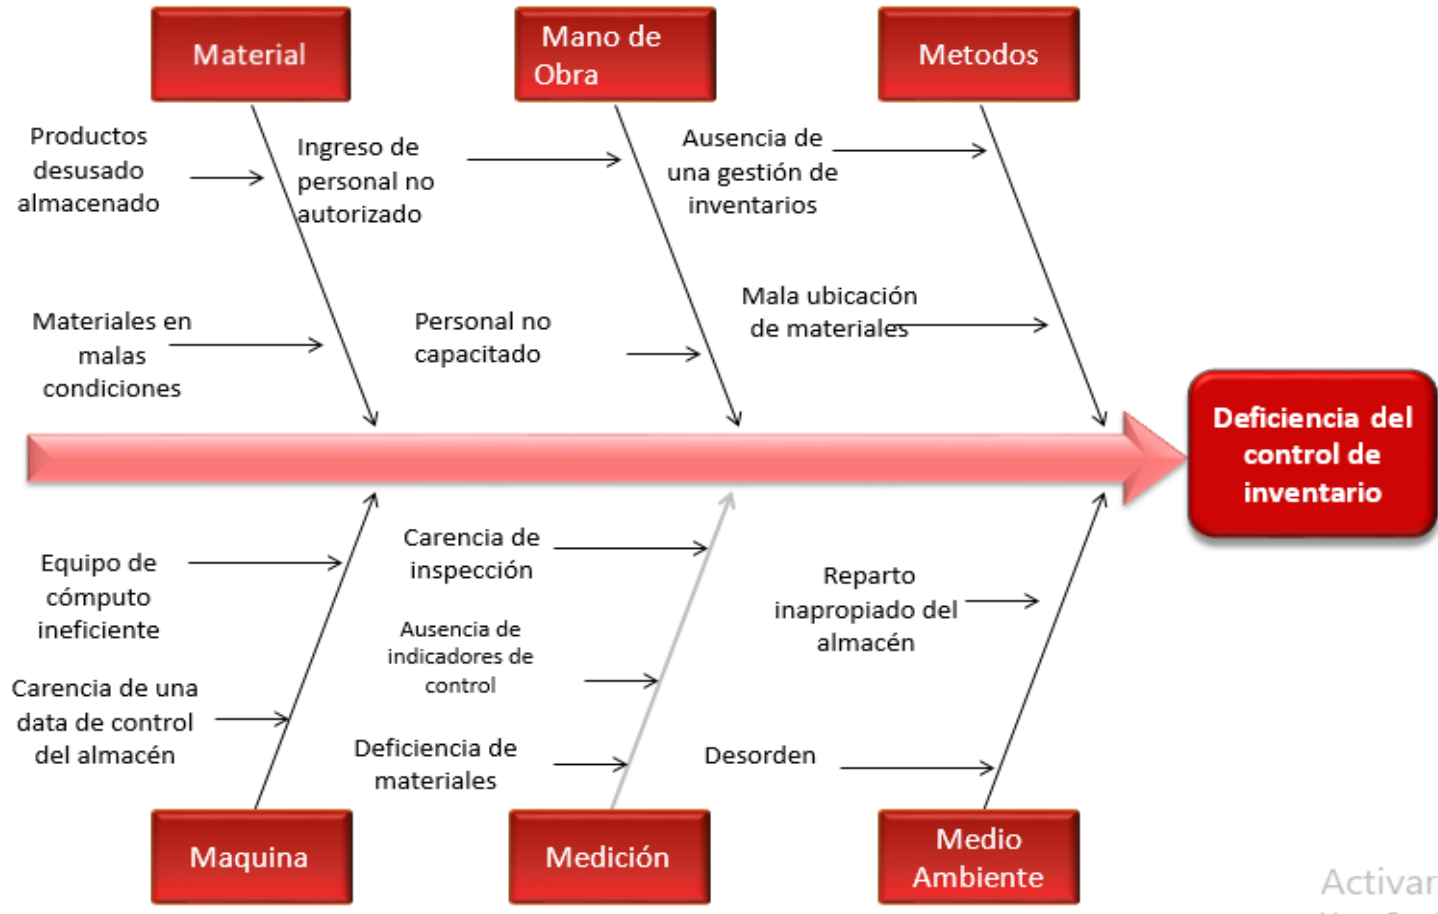 Material
Mano de
Obra
Metodos
Productos
desusado
almacenado
Ingreso de
personal no
autorizado
Ausencia de
una gestión de
inventarios
Materiales en
malas
condiciones
Personal no
capacitado
Mala ubicación
de materiales
Deficiencia del
control de
inventario
Equipo de
cómputo
ineficiente
Carencia de
inspección
Reparto
inapropiado del
almacén
Ausencia de
indicadores de
control
Carencia de una
data de control
del almacén
Deficiencia de
materiales
Desorden
Maquina
Medición
Medio
Ambiente
Activar